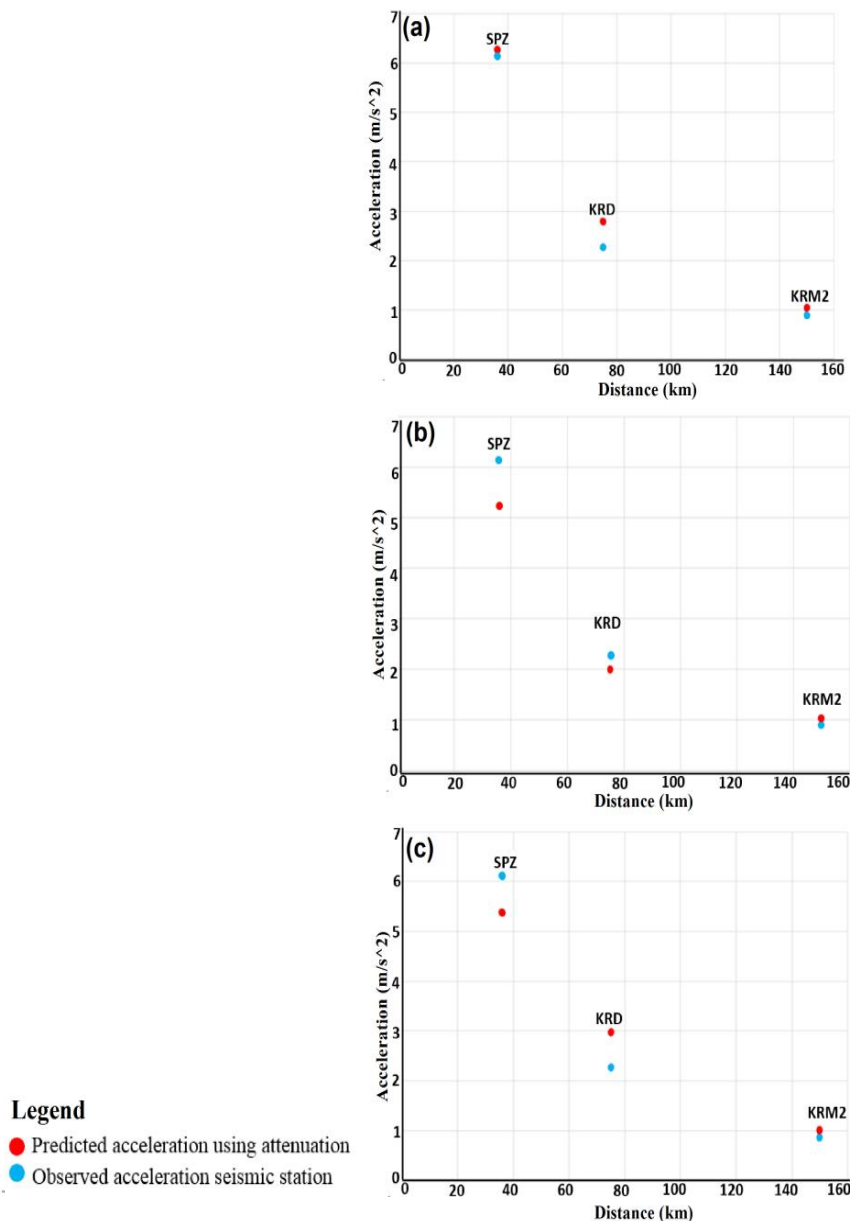 (a)
SPZ
KRD
KRM2
7
6
5
4
3
2
1
0
Acceleration (m/s^2)
0 20 40 60 80 100 120 140 160
Distance (km)
(b)
SPZ
KRD
KRM2
7
6
5
4
3
2
1
0
Acceleration (m/s^2)
0 20 40 60 80 100 120 140 160
Distance (km)
(c)
SPZ
KRD
KRM2
7
6
5
4
3
2
1
0
Acceleration (m/s^2)
0 20 40 60 80 100 120 140 160
Distance (km)
Legend
Predicted acceleration using attenuation
Observed acceleration seismic station